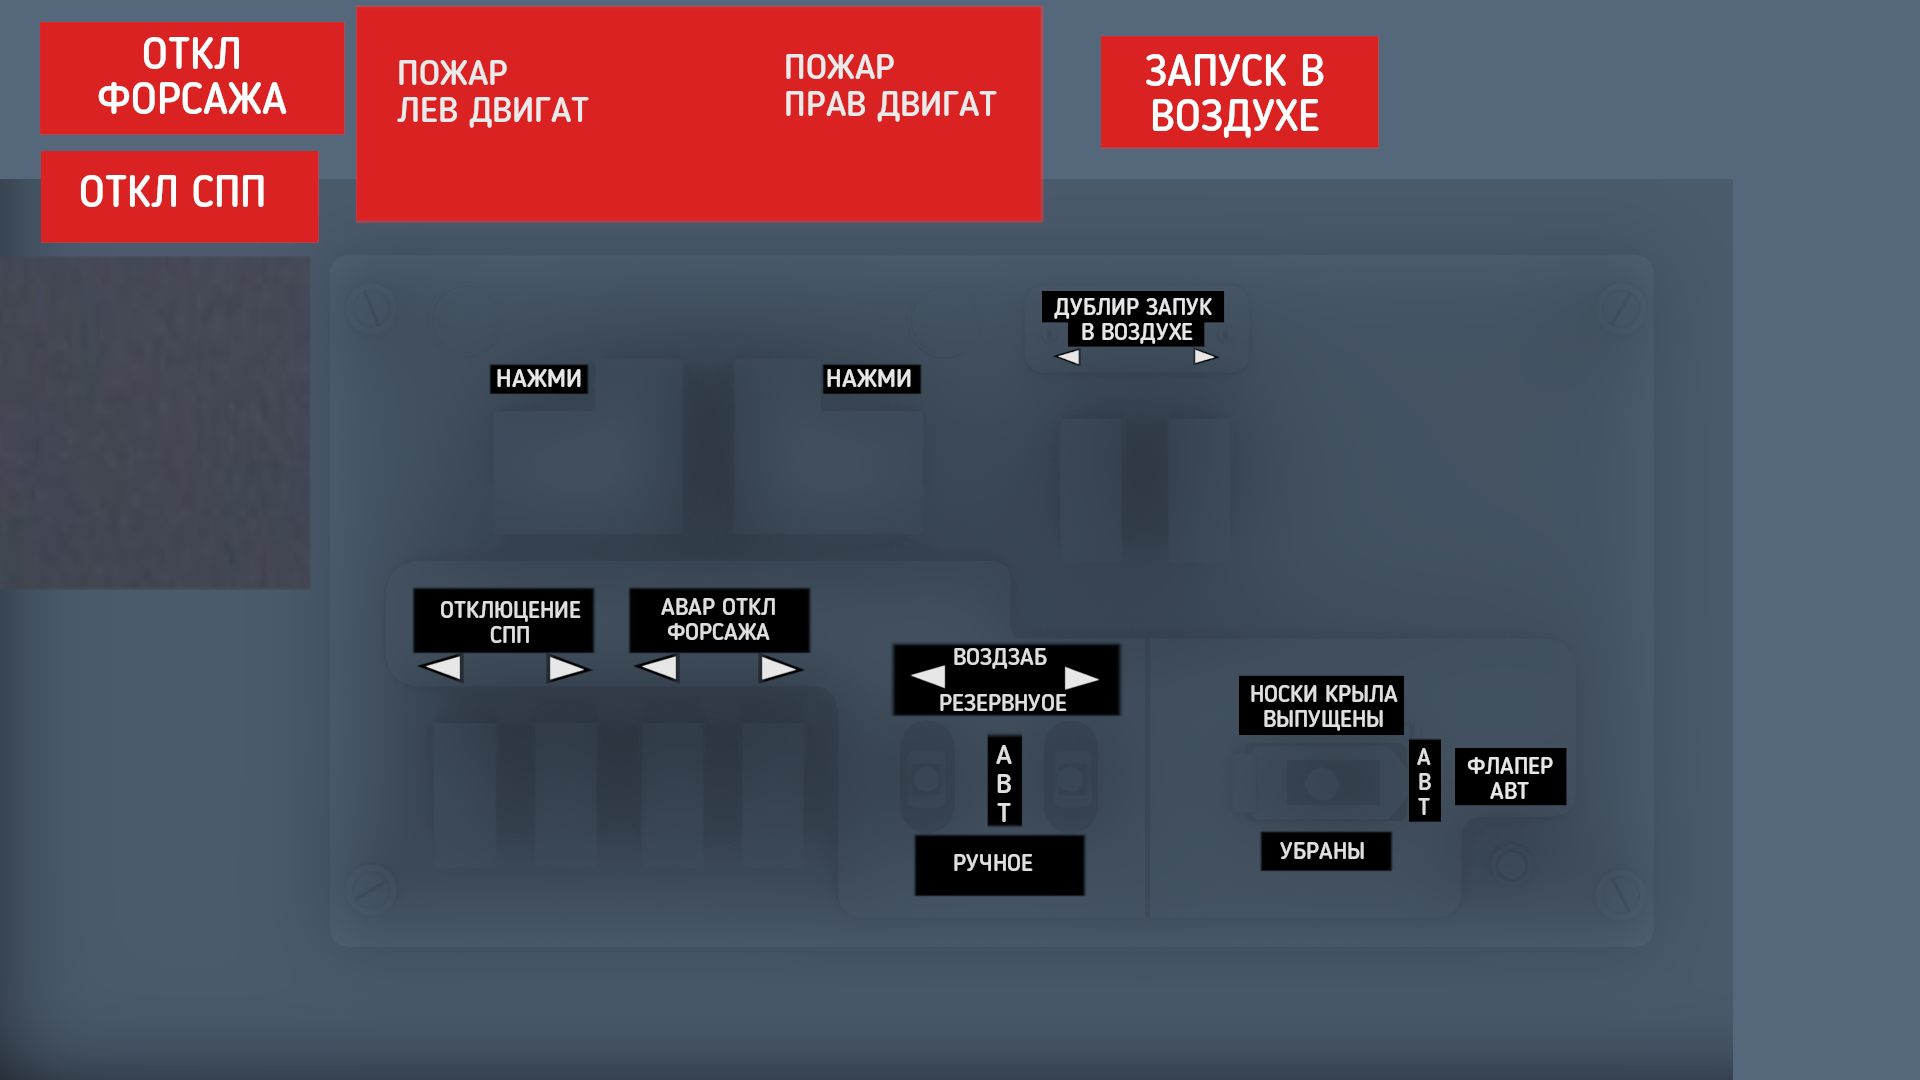 ОТКЛ
ФОРСАЖА
ПОЖАР
ЛЕВ ДВИГАТ
ПОЖАР
ПРАВ ДВИГАТ
ЗАПУСК В
ВОЗДУХЕ
ОТКЛ СПП
ДУБЛИР ЗАПУК
В ВОЗДУХЕ
НАЖМИ
НАЖМИ
ОТКЛЮЦЕНИЕ
СПП
АВАР ОТКЛ
ФОРСАЖА
ВОЗДЗАБ
РЕЗЕРВНУОЕ
А
В
Т
РУЧНОЕ
НОСКИ КРЫЛА
ВЫПУЩЕНЫ
А
В
Т
ФЛАПЕР
АВТ
УБРАНЫ